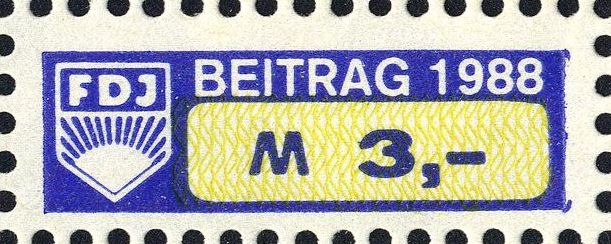 FDJ
BEITRAG 1988
M 3,-